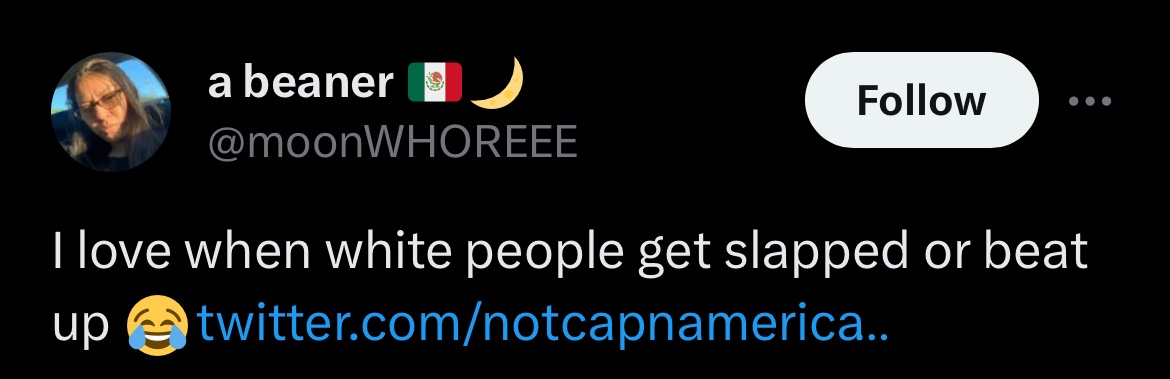 a beaner 🇲🇽🌙
@moonWHOREEE
Follow
I love when white people get slapped or beat
up 😂 twitter.com/notcapnamerica..